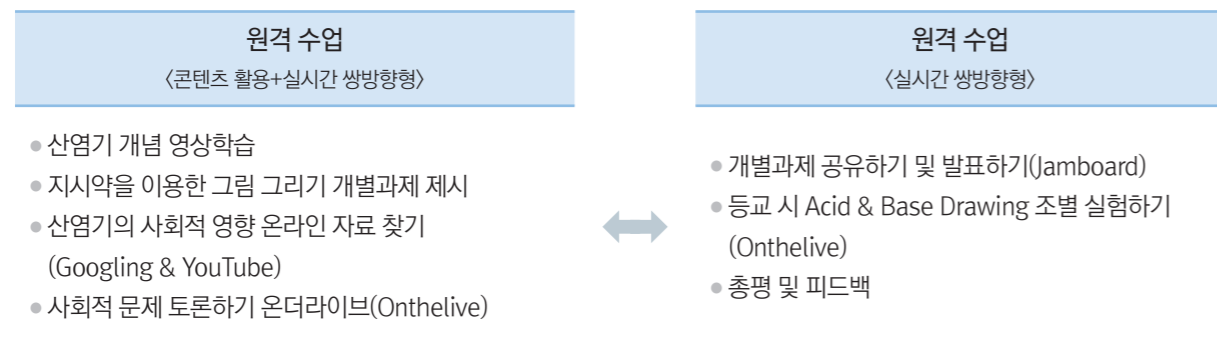 원격 수업
〈콘텐츠 활용+실시간 쌍방향형〉
● 산염기 개념 영상학습
● 지시약을 이용한 그림 그리기 개별과제 제시
● 산염기의 사회적 영향 온라인 자료 찾기
(Googling & YouTube)
● 사회적 문제 토론하기 온더라이브(Onthelive)
원격 수업
〈실시간 쌍방향형〉
● 개별과제 공유하기 및 발표하기(Jamboard)
● 등교 시 Acid & Base Drawing 조별 실험하기
(Onthelive)
● 총평 및 피드백